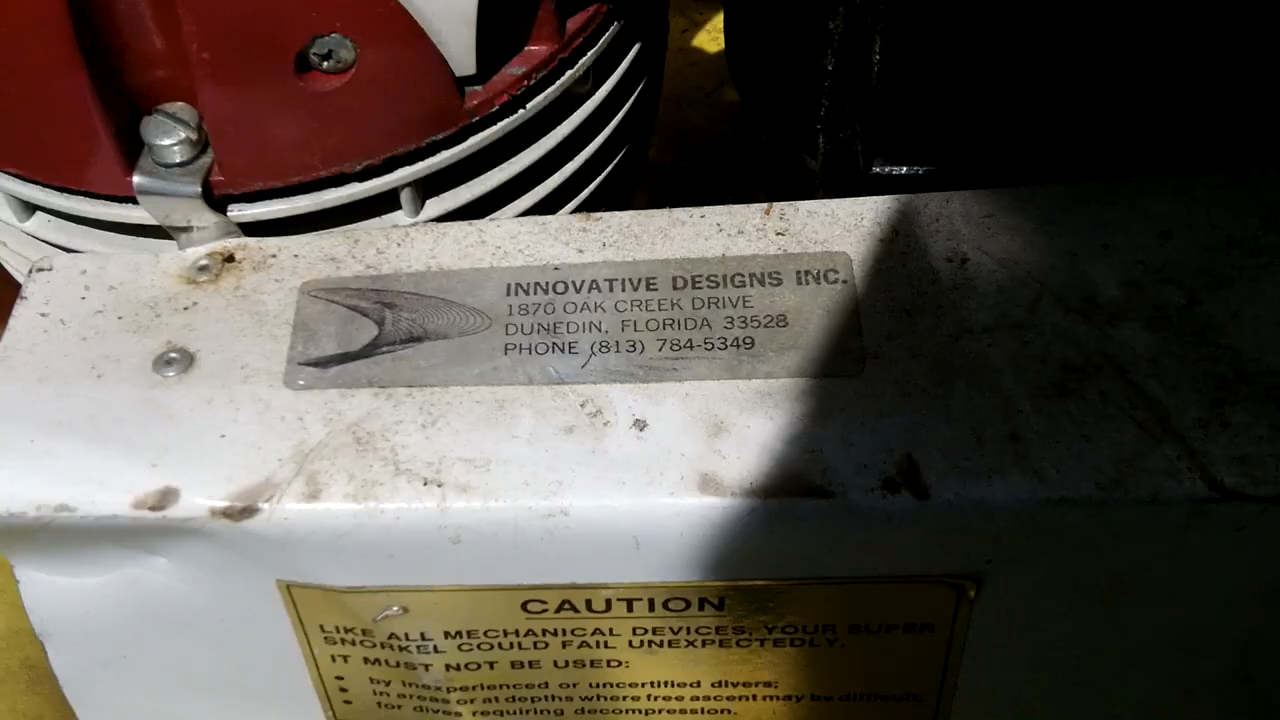 INNOVATIVE DESIGNS INC.
1870 OAK CREEK DRIVE
DUNEDIN, FLORIDA 33528
PHONE (813) 784-5349
CAUTION
LIKE ALL MECHANICAL DEVICES, YOUR SUPER
SNORKEL COULD FAIL UNEXPECTEDLY.
IT MUST NOT BE USED:
• by inexperienced or uncertified divers;
• in areas or at depths where free ascent may be difficult;
• for dives requiring decompression.